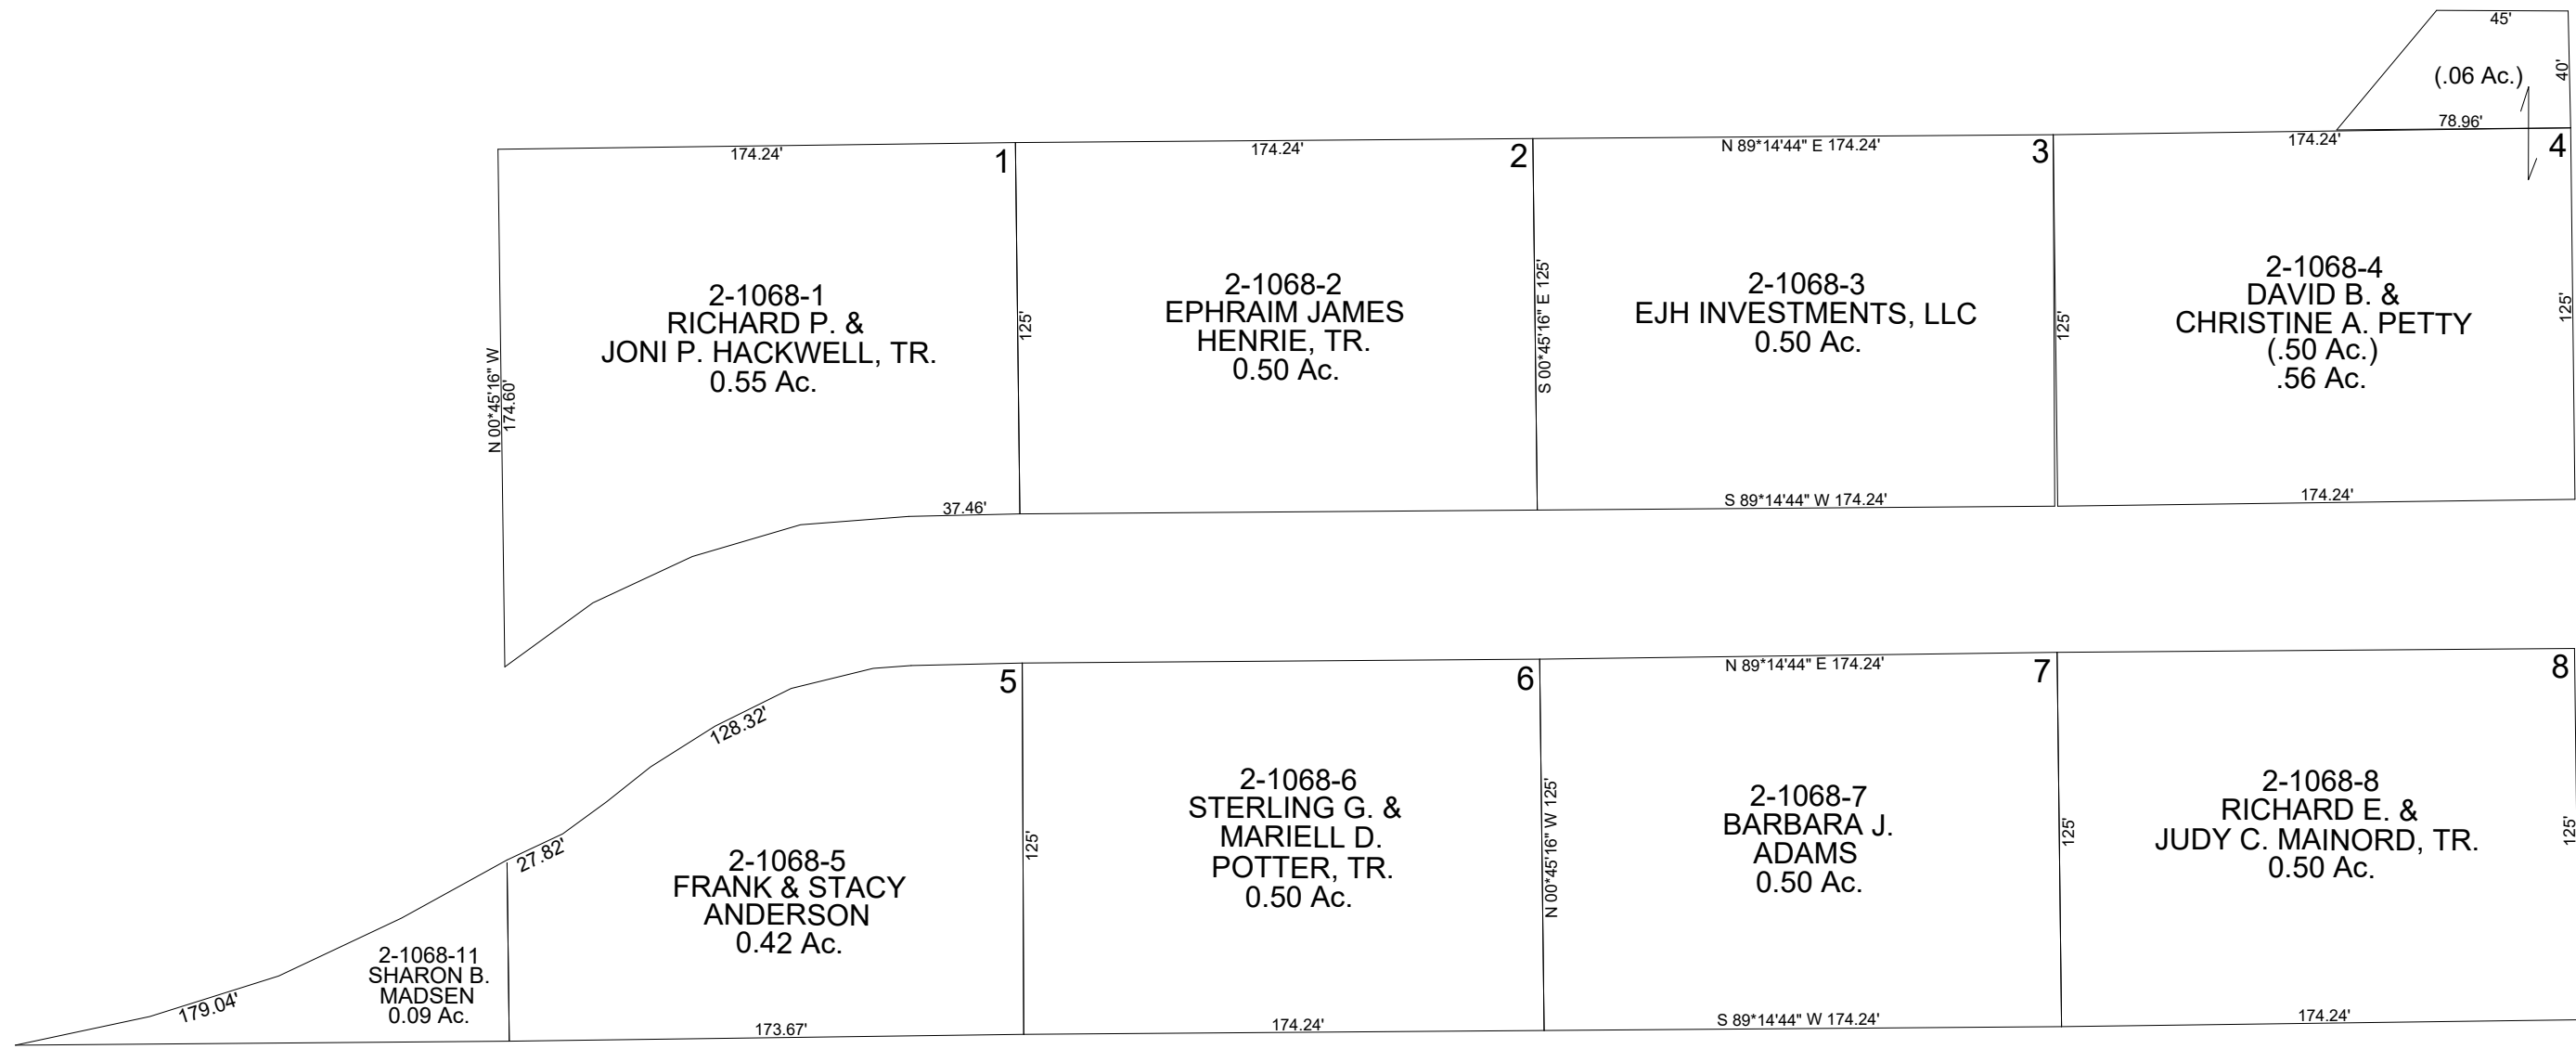 45'
(.06 Ac.)
40'
78.96'
174.24'
1
174.24'
2
N 89*14'44" E 174.24'
3
174.24'
4
N 00*45'16" W
174.60'
2-1068-1
RICHARD P. &
JONI P. HACKWELL, TR.
0.55 Ac.
37.46'
125'
2-1068-2
EPHRAIM JAMES
HENRIE, TR.
0.50 Ac.
S 00*45'16" E 125'
2-1068-3
EJH INVESTMENTS, LLC
0.50 Ac.
S 89*14'44" W 174.24'
125'
2-1068-4
DAVID B. &
CHRISTINE A. PETTY
(.50 Ac.)
.56 Ac.
125'
174.24'
5
6
N 89*14'44" E 174.24'
7
8
179.04'
2-1068-11
SHARON B.
MADSEN
0.09 Ac.
27.82'
128.32'
2-1068-5
FRANK & STACY
ANDERSON
0.42 Ac.
173.67'
125'
2-1068-6
STERLING G. &
MARIELL D.
POTTER, TR.
0.50 Ac.
174.24'
N 00*45'16" W 125'
2-1068-7
BARBARA J.
ADAMS
0.50 Ac.
S 89*14'44" W 174.24'
125'
2-1068-8
RICHARD E. &
JUDY C. MAINORD, TR.
0.50 Ac.
125'
174.24'